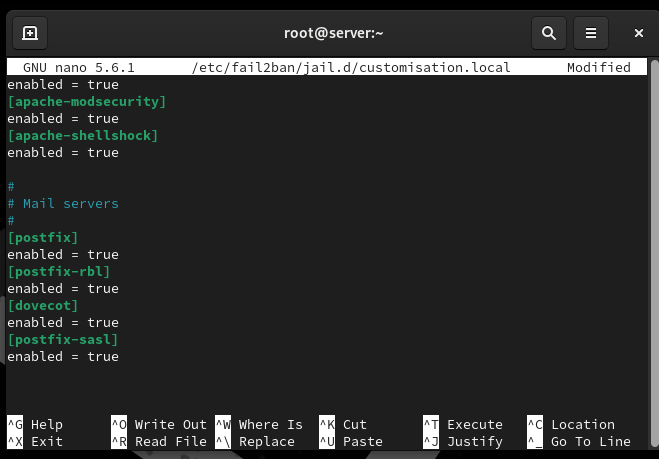 root@server:~
GNU nano 5.6.1 /etc/fail2ban/jail.d/customisation.local Modified
enabled = true
[apache-modsecurity]
enabled = true
[apache-shellshock]
enabled = true
#
# Mail servers
#
[postfix]
enabled = true
[postfix-rbl]
enabled = true
[dovecot]
enabled = true
[postfix-sasl]
enabled = true
^G Help ^O Write Out ^W Where Is ^K Cut ^T Execute ^C Location
^X Exit ^R Read File ^\ Replace ^U Paste ^J Justify ^_ Go To Line